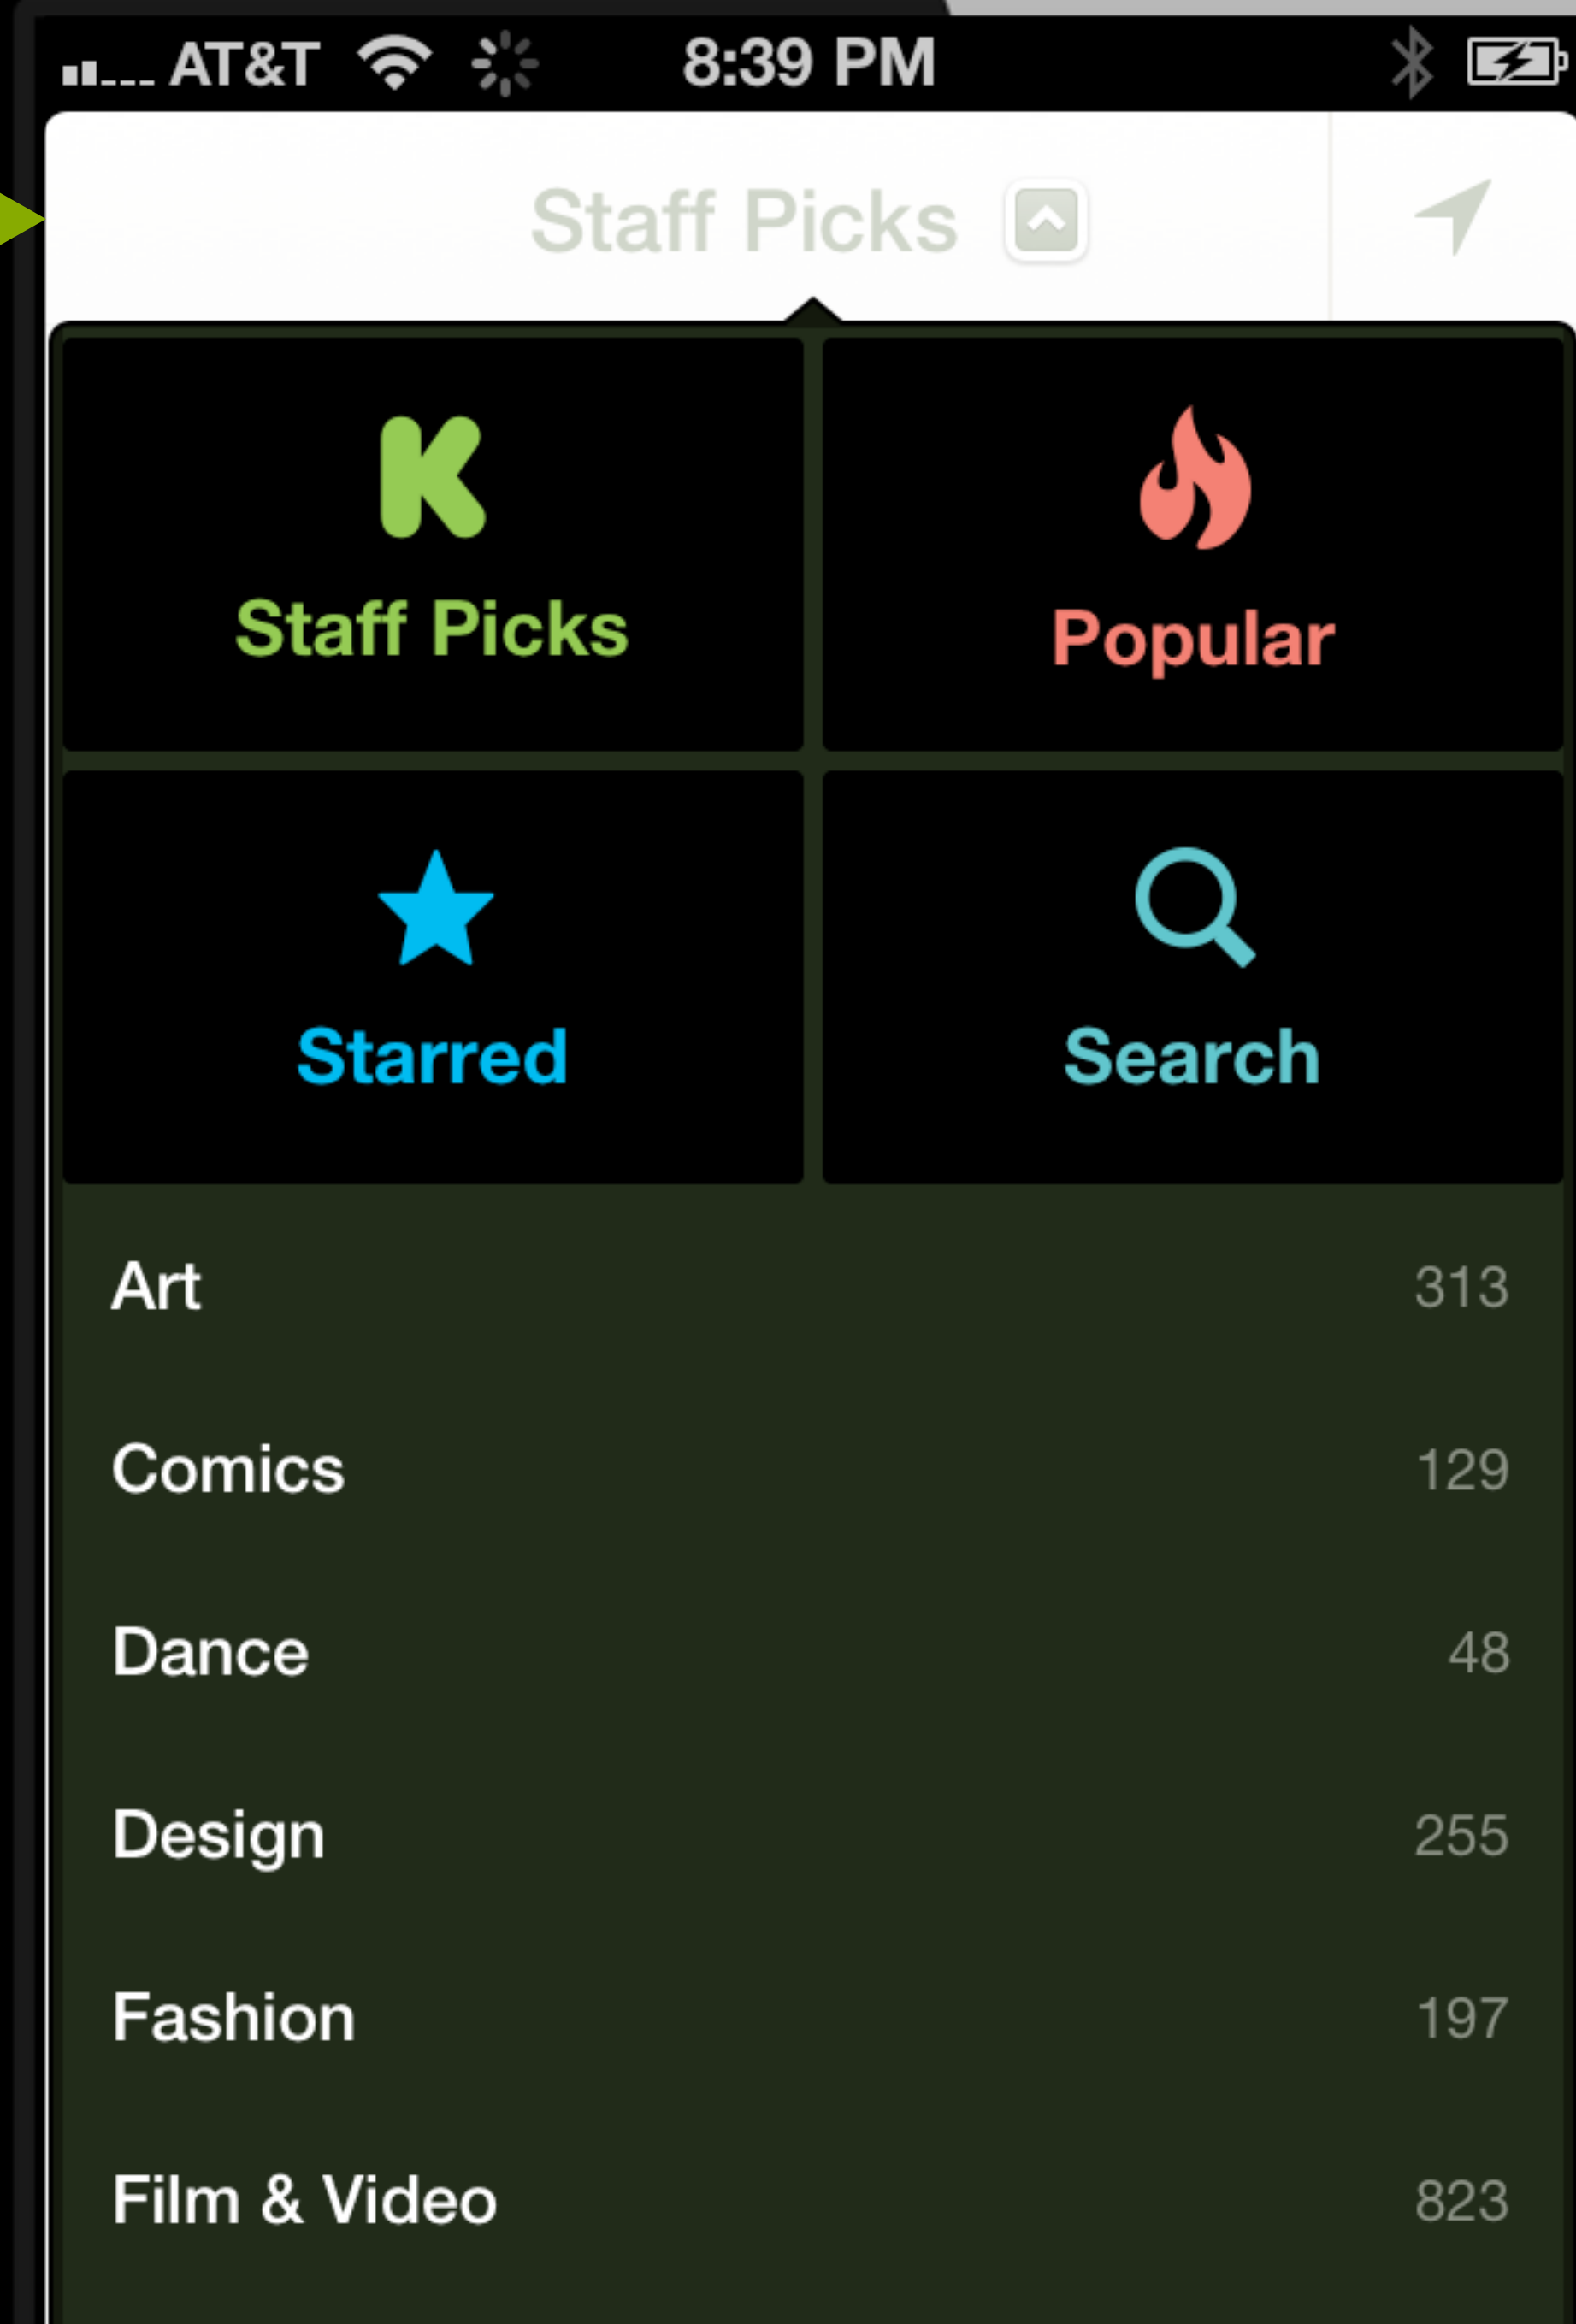 AT&T 8:39 PM
Staff Picks
K
Staff Picks
Popular
Starred
Search
Art 313
Comics 129
Dance 48
Design 255
Fashion 197
Film & Video 823